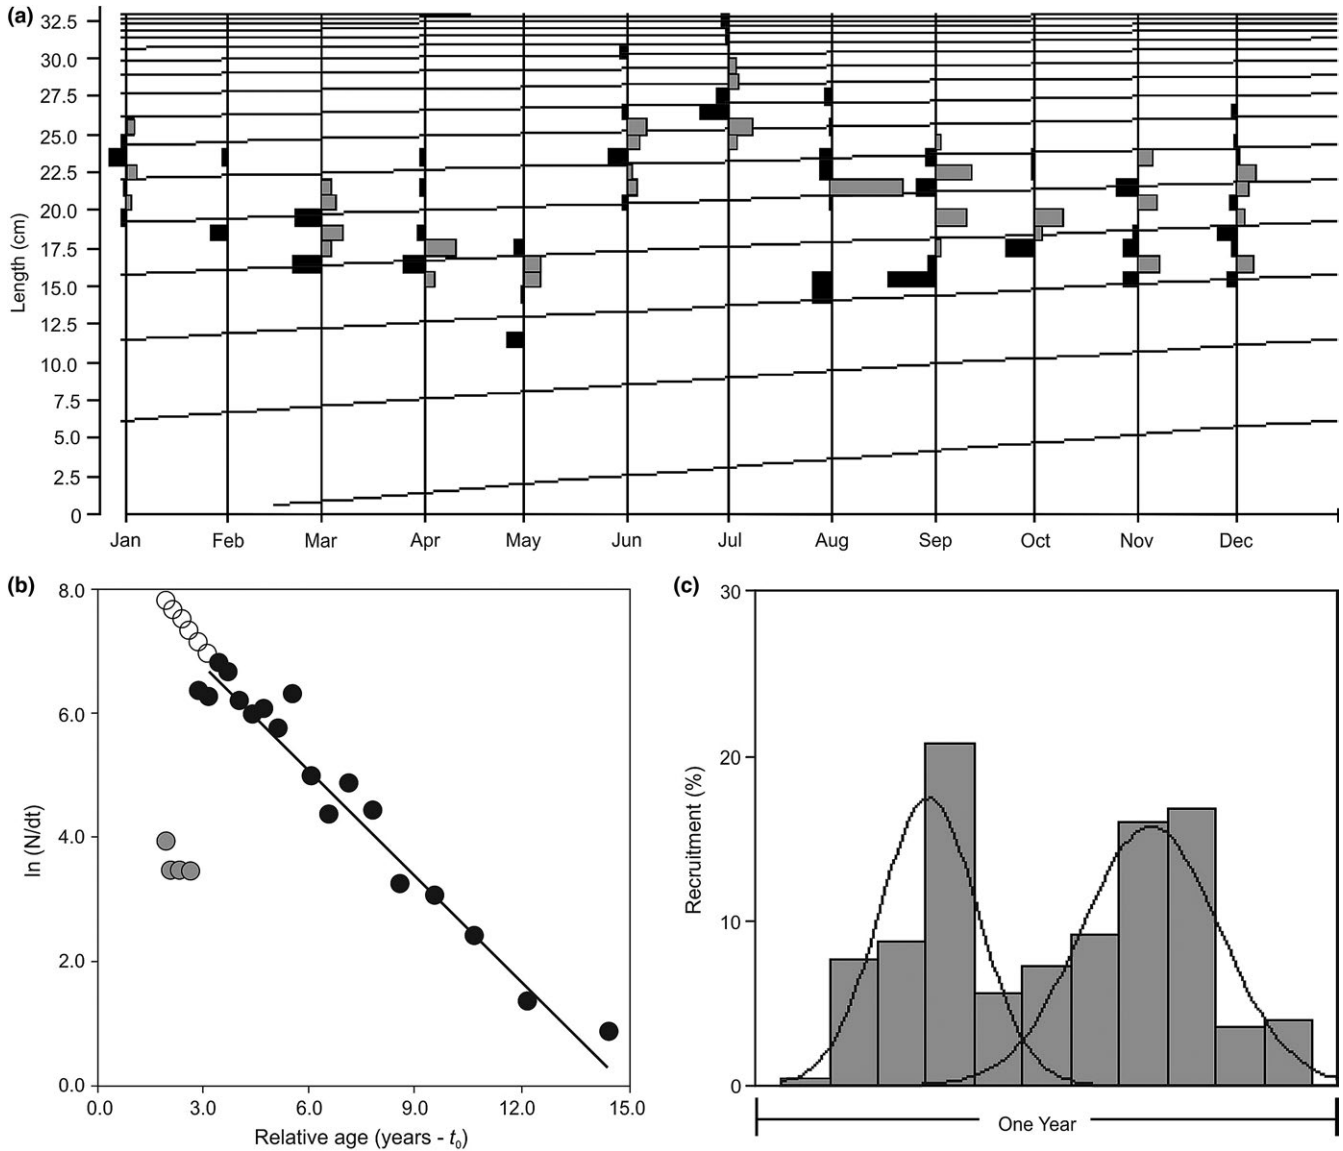 (a)
32.5
30.0
27.5
25.0
22.5
20.0
17.5
15.0
12.5
10.0
7.5
5.0
2.5
0
Length (cm)
Jan Feb Mar Apr May Jun Jul Aug Sep Oct Nov Dec
(b)
8.0
6.0
4.0
2.0
0.0
ln (N/dt)
0.0 3.0 6.0 9.0 12.0 15.0
Relative age (years - t₀)
(c)
30
20
10
0
Recruitment (%)
One Year